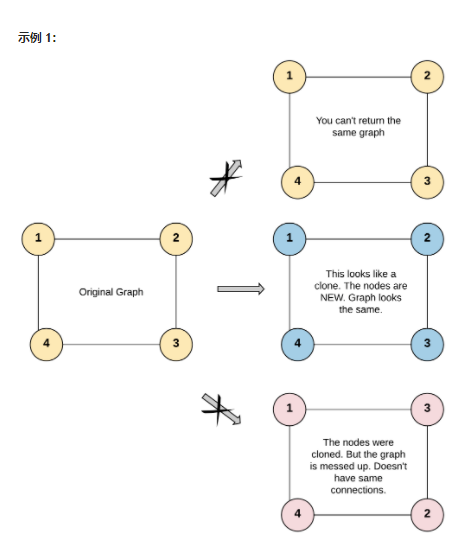 示例 1：
1
2
You can't return the
same graph
4
3
1
2
Original Graph
4
3
1
2
This looks like a
clone. The nodes are
NEW. Graph looks
the same.
4
3
1
3
The nodes were
cloned. But the graph
is messed up. Doesn't
have same
connections.
4
2